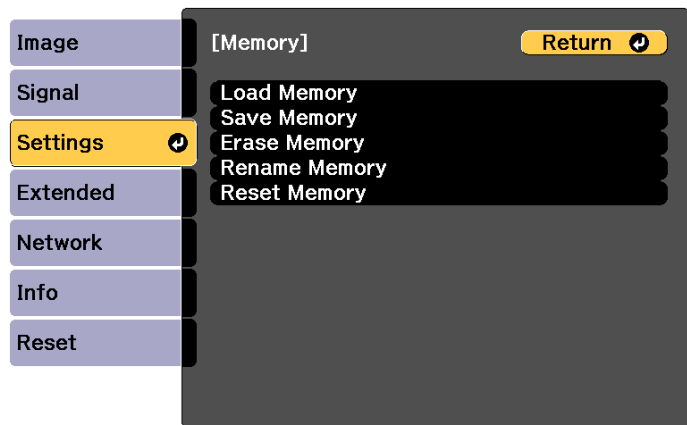 Image
Signal
Settings
Extended
Network
Info
Reset
[Memory]
Return
Load Memory
Save Memory
Erase Memory
Rename Memory
Reset Memory